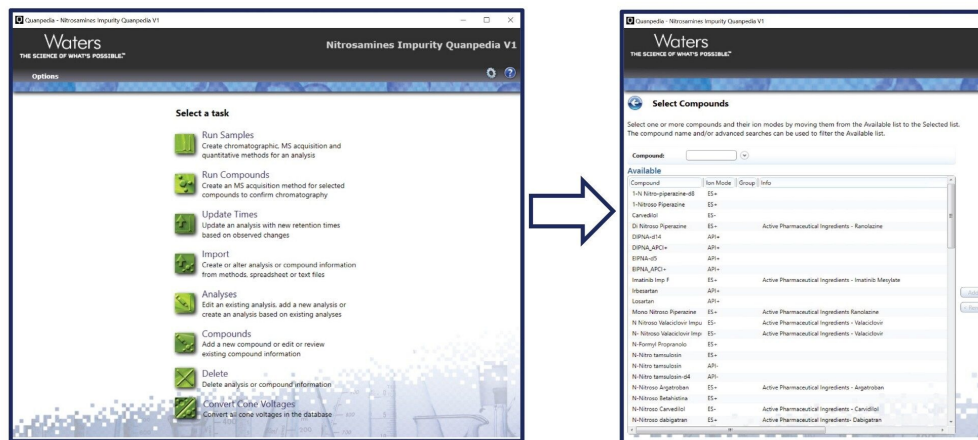 Quanpedia - Nitrosamines Impurity Quanpedia V1
Waters
THE SCIENCE OF WHAT'S POSSIBLE.™
Nitrosamines Impurity Quanpedia V1
Options
Select a task
Run Samples
Create chromatographic, MS acquisition and
quantitative methods for an analysis
Run Compounds
Create an MS acquisition method for selected
compounds to confirm chromatography
Update Times
Update an analysis with new retention times
based on observed changes
Import
Create or alter analysis or compound information
from methods, spreadsheet or text files
Analyses
Edit an existing analysis, add a new analysis or
create an analysis based on existing analyses
Compounds
Add a new compound or edit or review
existing compound information
Delete
Delete analysis or compound information
Convert Cone Voltages
Convert all cone voltages in the database
Quanpedia - Nitrosamines Impurity Quanpedia V1
Waters
THE SCIENCE OF WHAT'S POSSIBLE.™
Select Compounds
Select one or more compounds and their ion modes by moving them from the Available list to the Selected list.
The compound name and/or advanced searches can be used to filter the Available list.
Compound:
Available
Compound Ion Mode Group Info
1-N Nitro-piperazine-d8 ES+
1-Nitroso Piperazine ES+
Carvedilol ES-
Di Nitroso Piperazine ES+ Active Pharmaceutical Ingredients - Ranolazine
DIPNA-d14 API+
DIPNA_APCI+ API+
EIPNA-d5 API+
EIPNA_APCI+ API+
Imatinib Imp F ES+ Active Pharmaceutical Ingredients - Imatinib Mesylate
Irbesartan API+
Losartan API+
Mono Nitroso Piperazine ES+ Active Pharmaceutical Ingredients Ranolazine
N Nitroso Valaciclovir Impu ES- Active Pharmaceutical Ingredients - Valaciclovir
N- Nitroso Valaciclovir Impi ES- Active Pharmaceutical Ingredients - Valaciclovir
N-Formyl Propranolo ES+
N-Nitro tamsulosin ES+
N-Nitro tamsulosin API-
N-Nitro tamsulosin-d4 API-
N-Nitroso Argatroban ES+ Active Pharmaceutical Ingredients - Argatroban
N-Nitroso Betahistina ES+
N-Nitroso Carvedilol ES- Active Pharmaceutical Ingredients - Carvidilol
N-Nitroso dabigatran ES+ Active Pharmaceutical Ingredients- Dabigatran